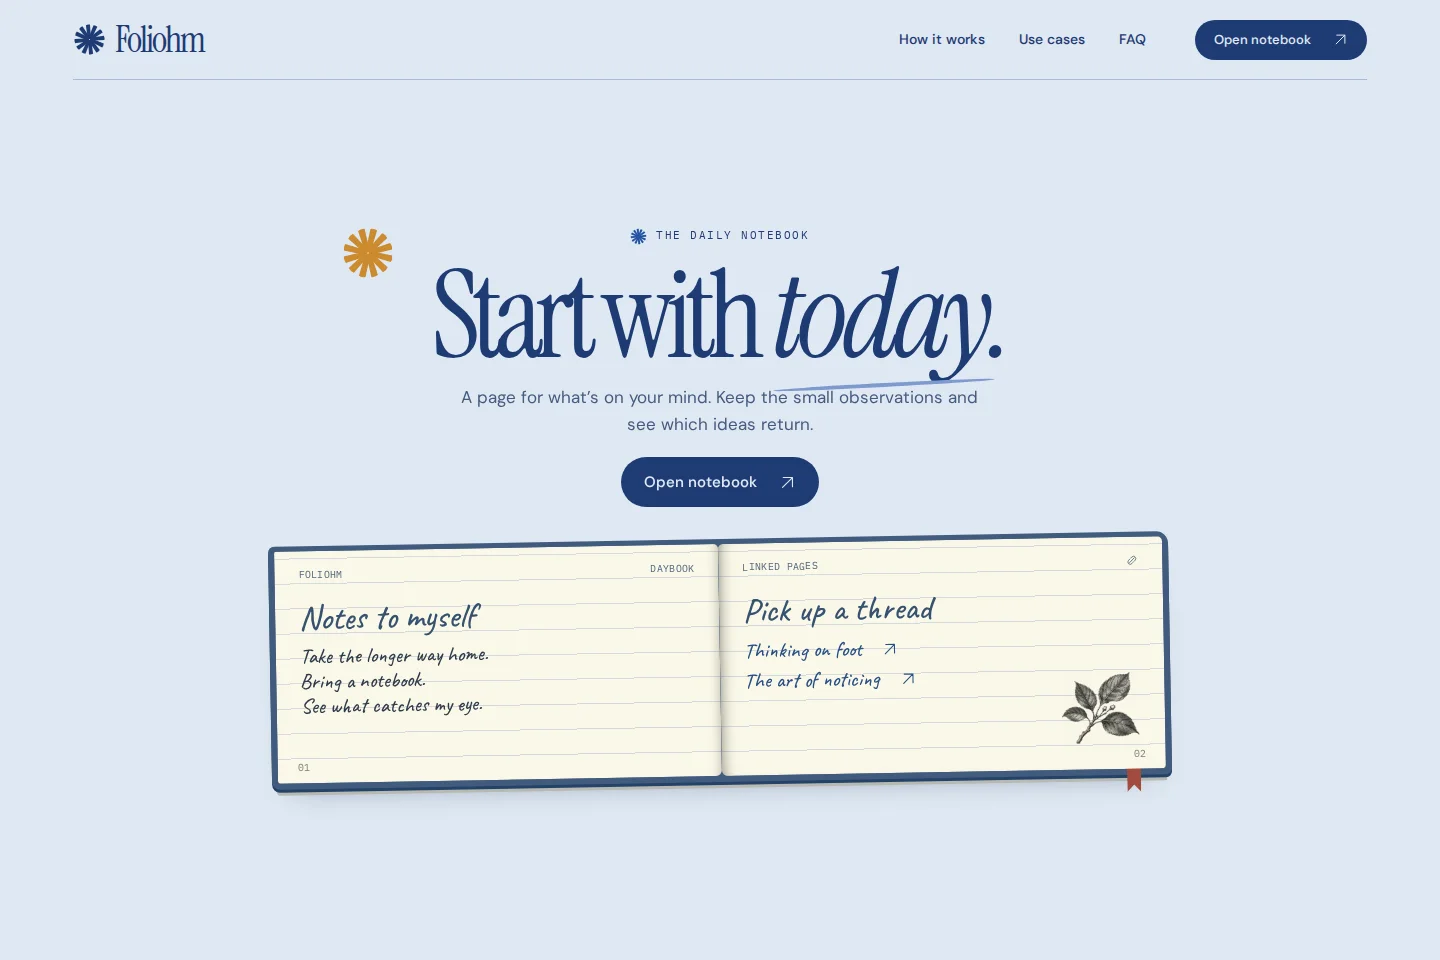 Foliohm
How it works
Use cases
FAQ
Open notebook
THE DAILY NOTEBOOK
Start with today.
A page for what’s on your mind. Keep the small observations and
see which ideas return.
Open notebook
FOLIOHM
DAYBOOK
Notes to myself
Take the longer way home.
Bring a notebook.
See what catches my eye.
01
LINKED PAGES
Pick up a thread
Thinking on foot
The art of noticing
02